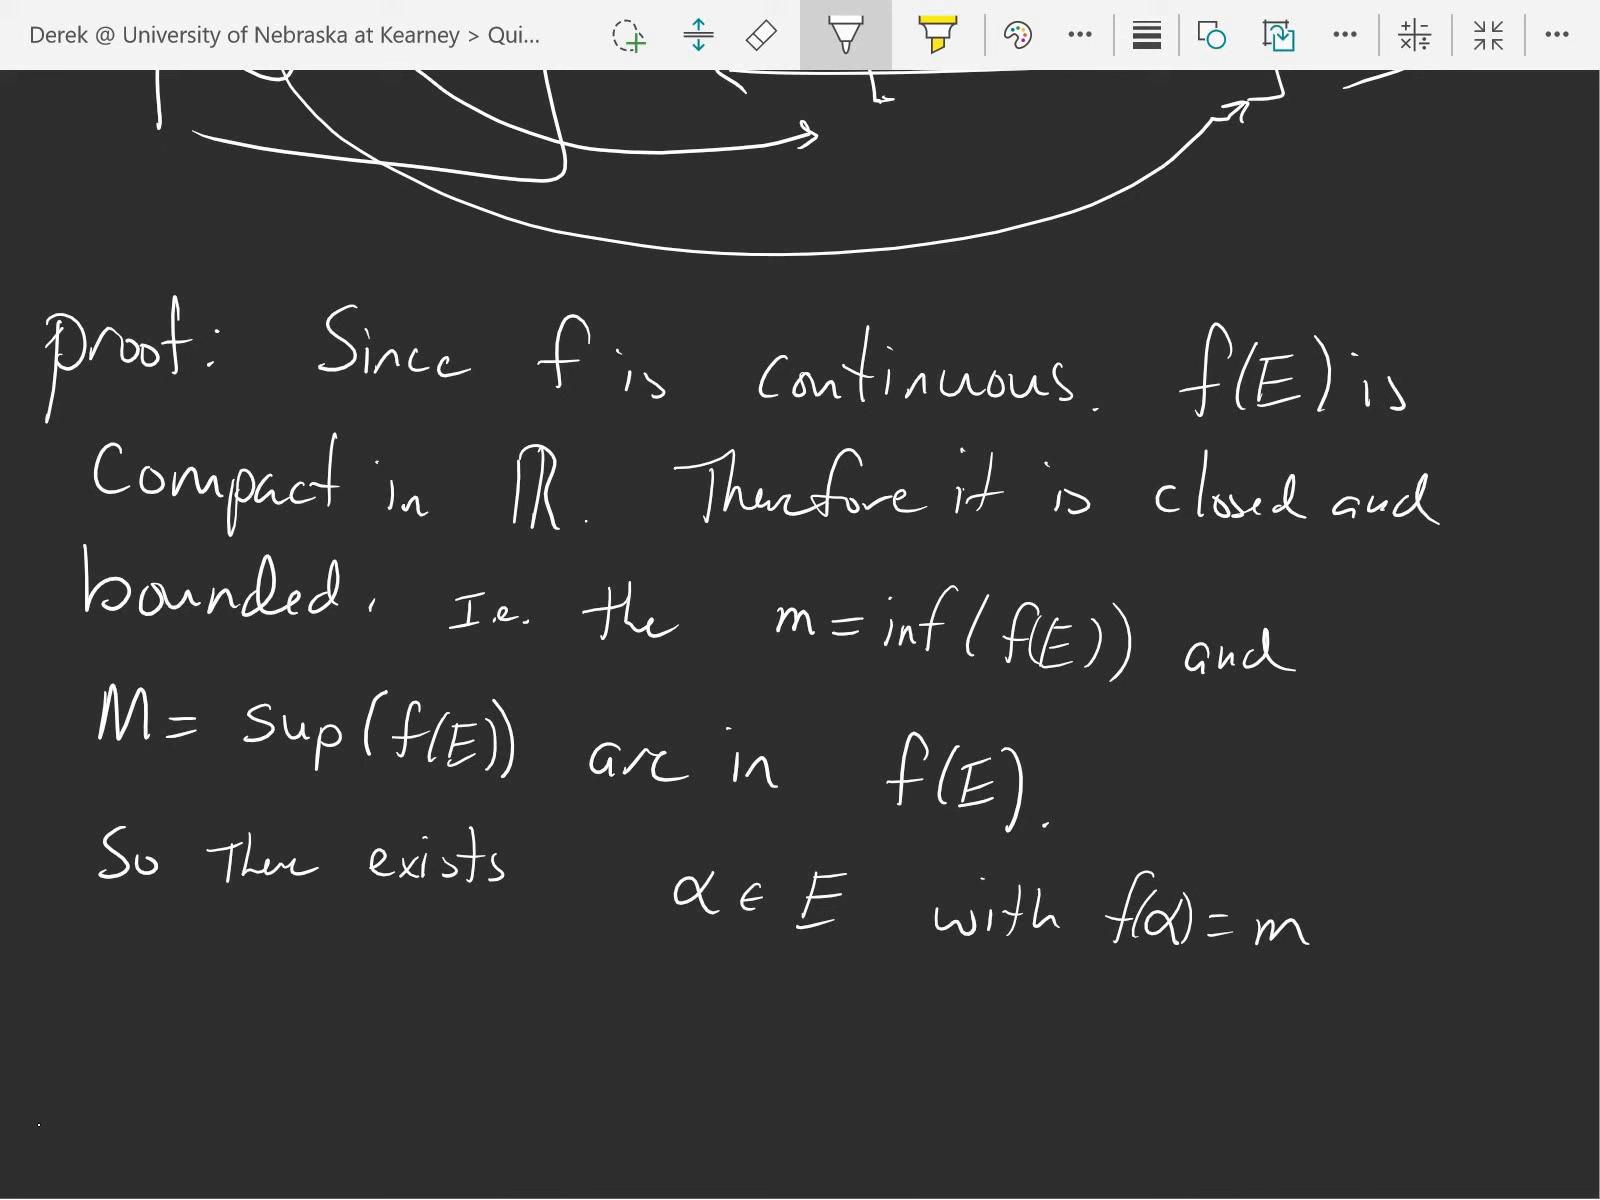 Derek @ University of Nebraska at Kearney > Qui...
proof: Since f is continuous. f(E) is
Compact in ℝ. Therefore it is closed and
bounded. I.e. the m = inf(f(E)) and
M = sup(f(E)) are in f(E).
So There exists α ∈ E with f(α) = m